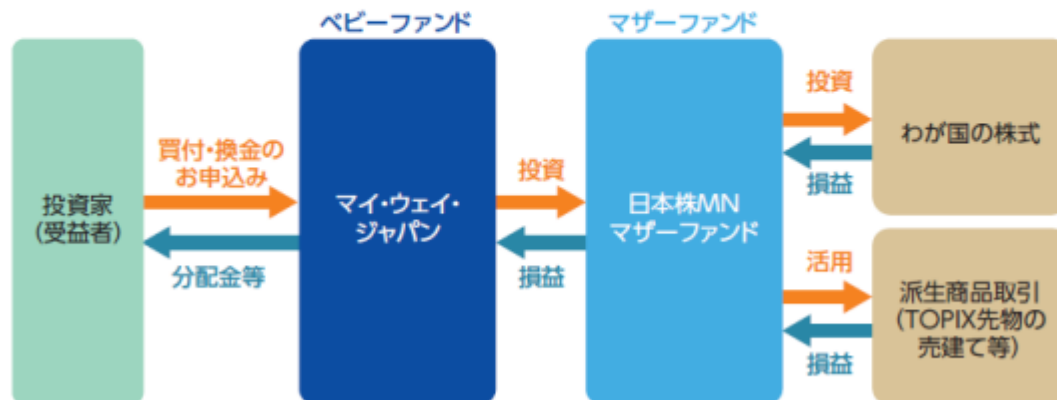 ベビーファンド
マザーファンド
投資家
(受益者)
買付・換金の
お申込み
分配金等
マイ・ウェイ・
ジャパン
投資
損益
日本株MN
マザーファンド
投資
損益
わが国の株式
活用
損益
派生商品取引
(TOPIX先物の
売建て等)